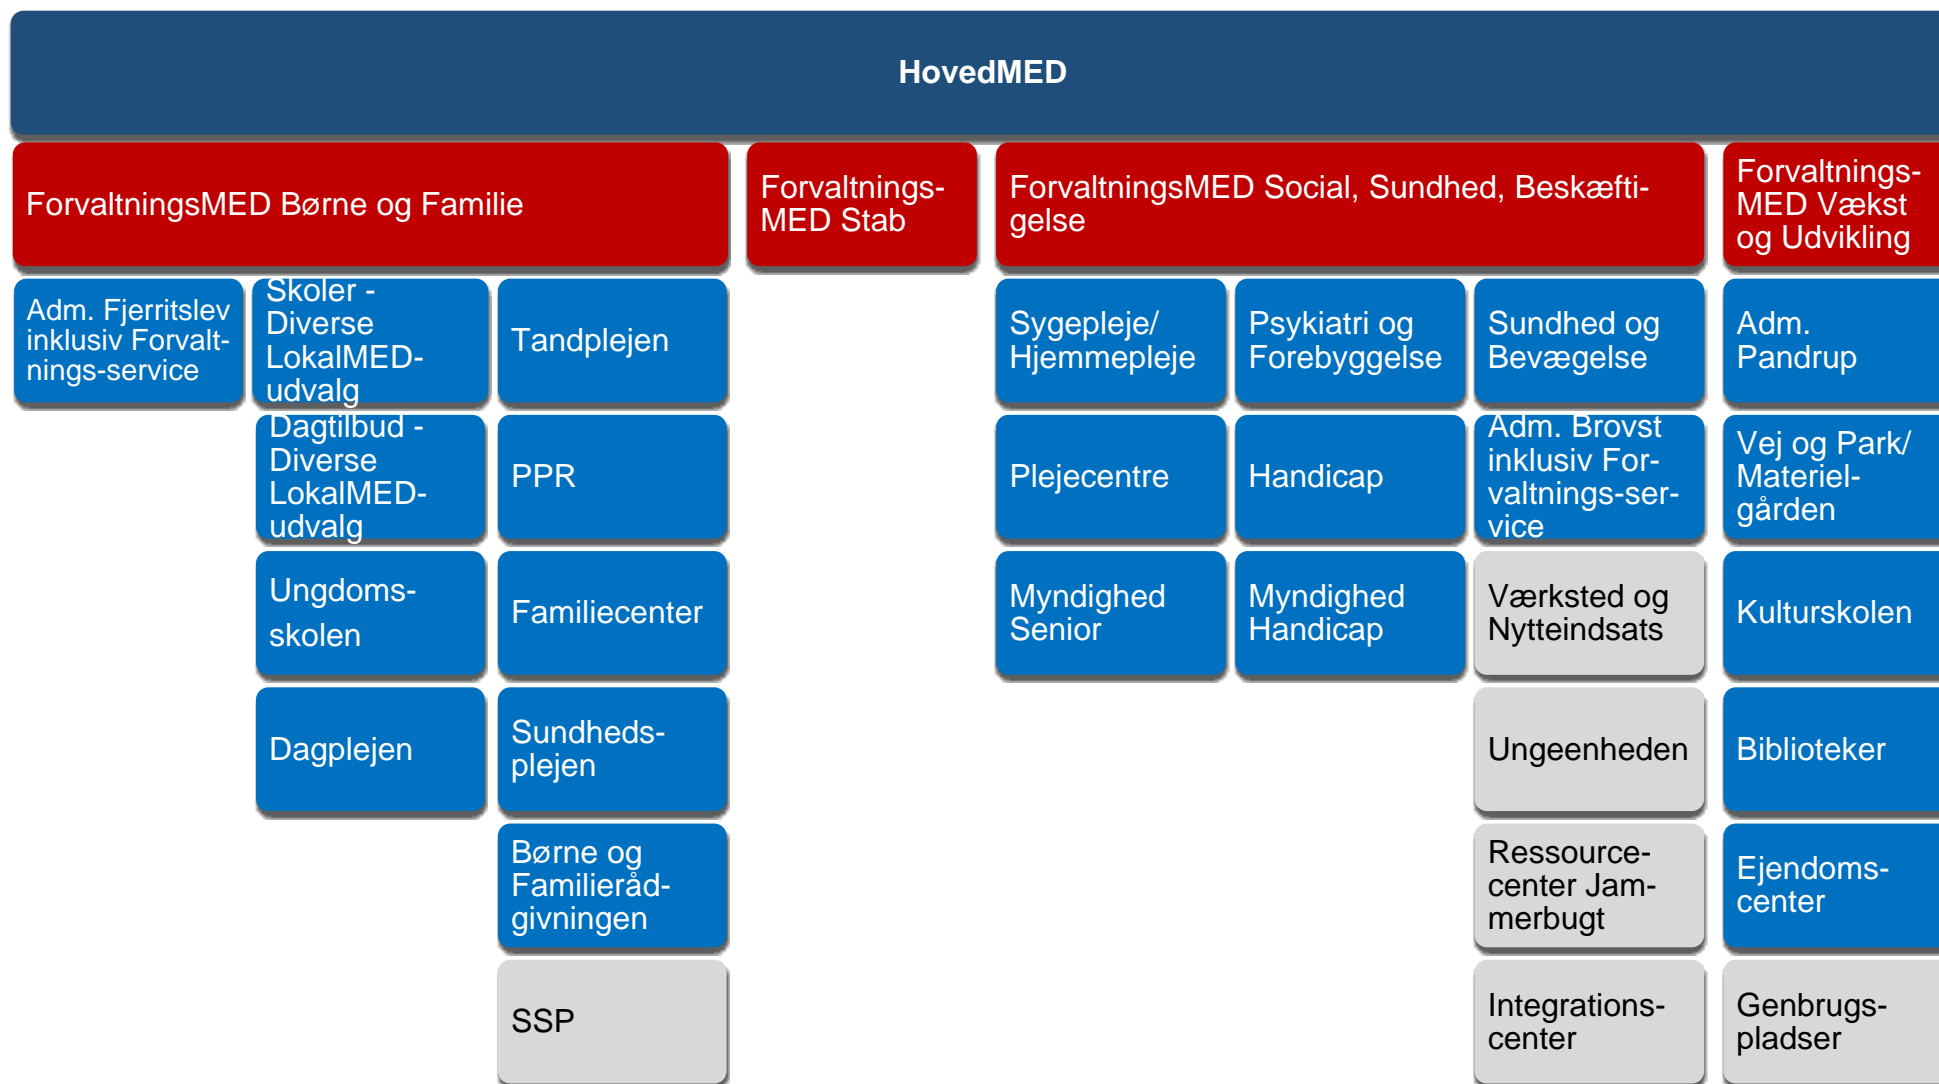 HovedMED
ForvaltningsMED Børne og Familie
Forvaltnings-
MED Stab
ForvaltningsMED Social, Sundhed, Beskæfti-
gelse
Forvaltnings-
MED Vækst
og Udvikling
Adm. Fjerritslev
inklusiv Forvalt-
nings-service
Skoler -
Diverse
LokalMED-
udvalg
Tandplejen
Sygepleje/
Hjemmepleje
Psykiatri og
Forebyggelse
Sundhed og
Bevægelse
Adm.
Pandrup
Dagtilbud -
Diverse
LokalMED-
udvalg
PPR
Plejecentre
Handicap
Adm. Brovst
inklusiv For-
valtnings-ser-
vice
Vej og Park/
Materiel-
gården
Ungdoms-
skolen
Familiecenter
Myndighed
Senior
Myndighed
Handicap
Værksted og
Nytteindsats
Kulturskolen
Dagplejen
Sundheds-
plejen
Ungeenheden
Biblioteker
Børne og
Familieråd-
givningen
Ressource-
center Jam-
merbugt
Ejendoms-
center
SSP
Integrations-
center
Genbrugs-
pladser